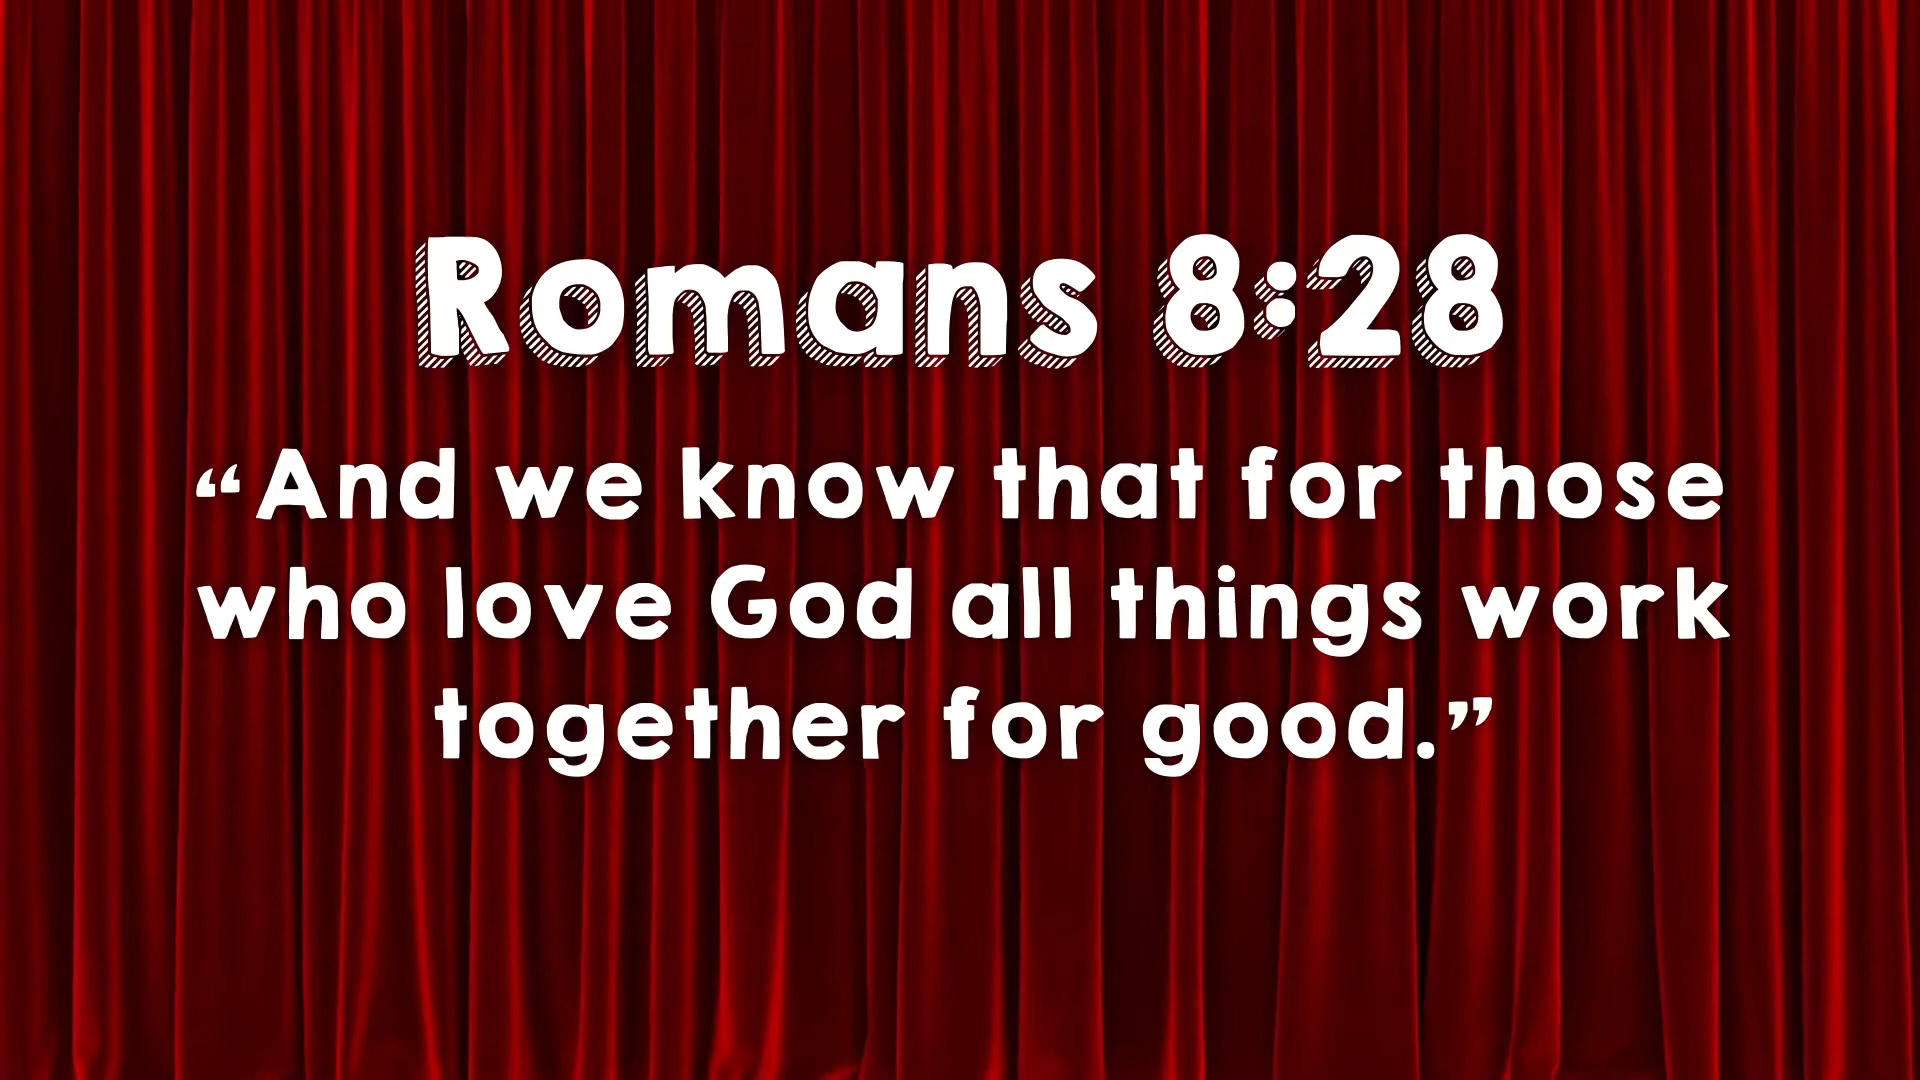 Romans 8:28
“And we know that for those
who love God all things work
together for good.”